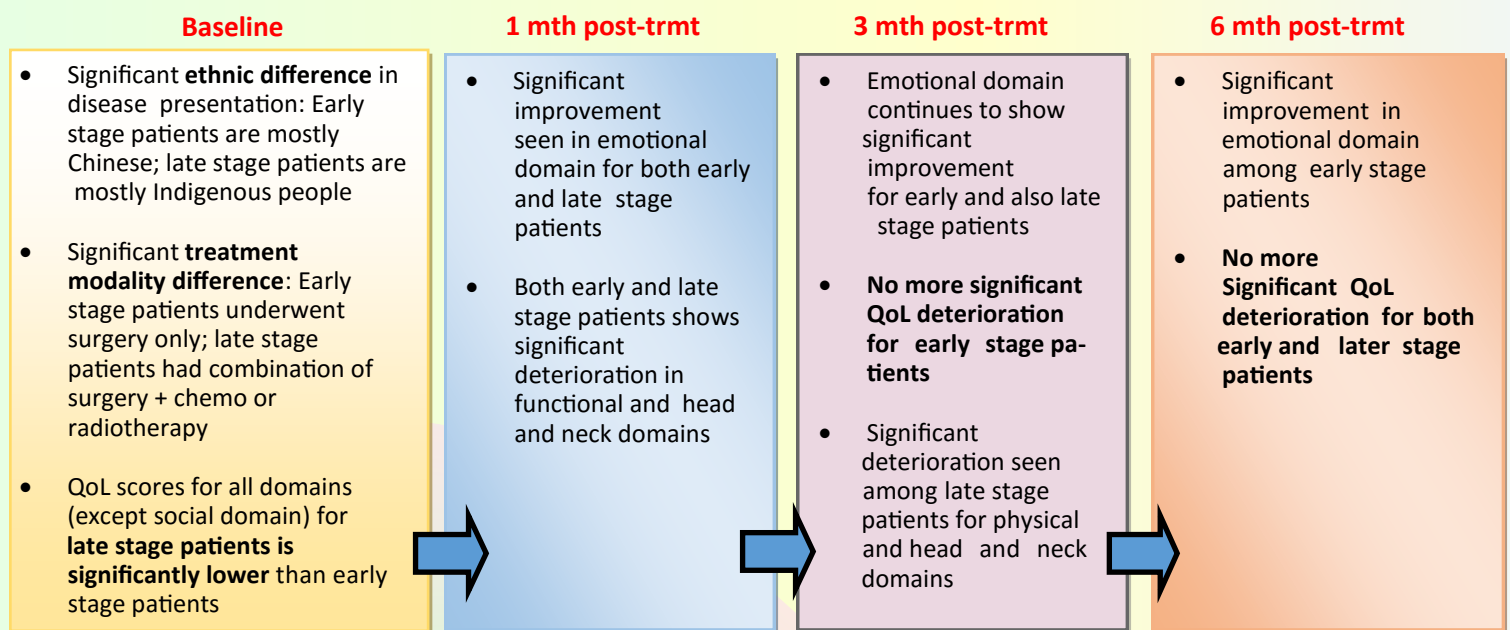 Baseline
• Significant ethnic difference in
disease presentation: Early
stage patients are mostly
Chinese; late stage patients are
mostly Indigenous people
• Significant treatment
modality difference: Early
stage patients underwent
surgery only; late stage
patients had combination of
surgery + chemo or
radiotherapy
• QoL scores for all domains
(except social domain) for
late stage patients is
significantly lower than early
stage patients
1 mth post-trmt
• Significant
improvement
seen in emotional
domain for both early
and late stage
patients
• Both early and late
stage patients shows
significant
deterioration in
functional and head
and neck domains
3 mth post-trmt
• Emotional domain
continues to show
significant
improvement
for early and also late
stage patients
• No more significant
QoL deterioration
for early stage pa-
tients
• Significant
deterioration seen
among late stage
patients for physical
and head and neck
domains
6 mth post-trmt
• Significant
improvement in
emotional domain
among early stage
patients
• No more
Significant QoL
deterioration for both
early and later stage
patients